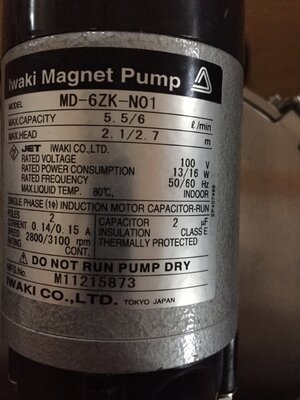 Iwaki Magnet Pump
MODEL MD-6ZK-N01
MAX.CAPACITY 5.5/6 ℓ/min
MAX.HEAD 2.1/2.7 m
JET IWAKI CO.,LTD.
RATED VOLTAGE 100 V
RATED POWER CONSUMPTION 13/16 W
RATED FREQUENCY 50/60 Hz
MAX.LIQUID TEMP. 80℃, INDOOR
SINGLE PHASE (1ϕ) INDUCTION MOTOR CAPACITOR-RUN
POLES 2 CAPACITOR 2 μF
CURRENT 0.14/0.15 A INSULATION CLASS E
SPEED 2800/3100 rpm THERMALLY PROTECTED
CONT.
DO NOT RUN PUMP DRY
MFG.No. M11215873
IWAKI CO.,LTD. TOKYO JAPAN